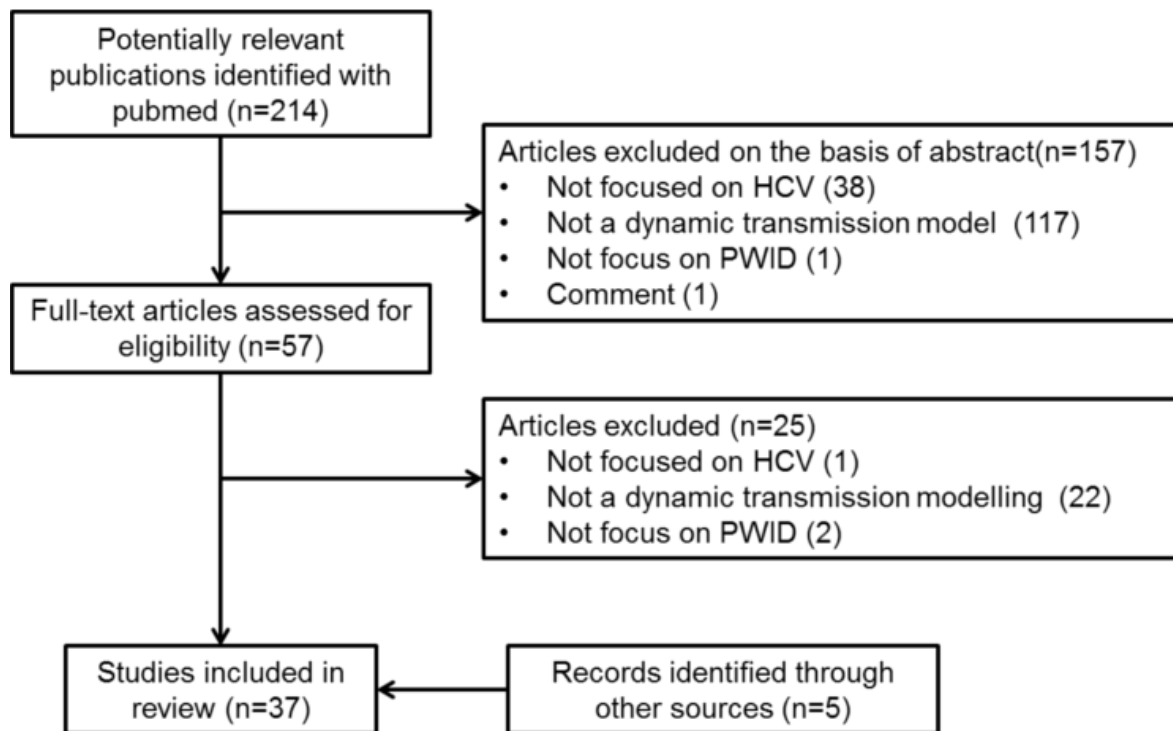 Potentially relevant
publications identified with
pubmed (n=214)
Articles excluded on the basis of abstract(n=157)
• Not focused on HCV (38)
• Not a dynamic transmission model (117)
• Not focus on PWID (1)
• Comment (1)
Full-text articles assessed for
eligibility (n=57)
Articles excluded (n=25)
• Not focused on HCV (1)
• Not a dynamic transmission modelling (22)
• Not focus on PWID (2)
Studies included in
review (n=37)
Records identified through
other sources (n=5)